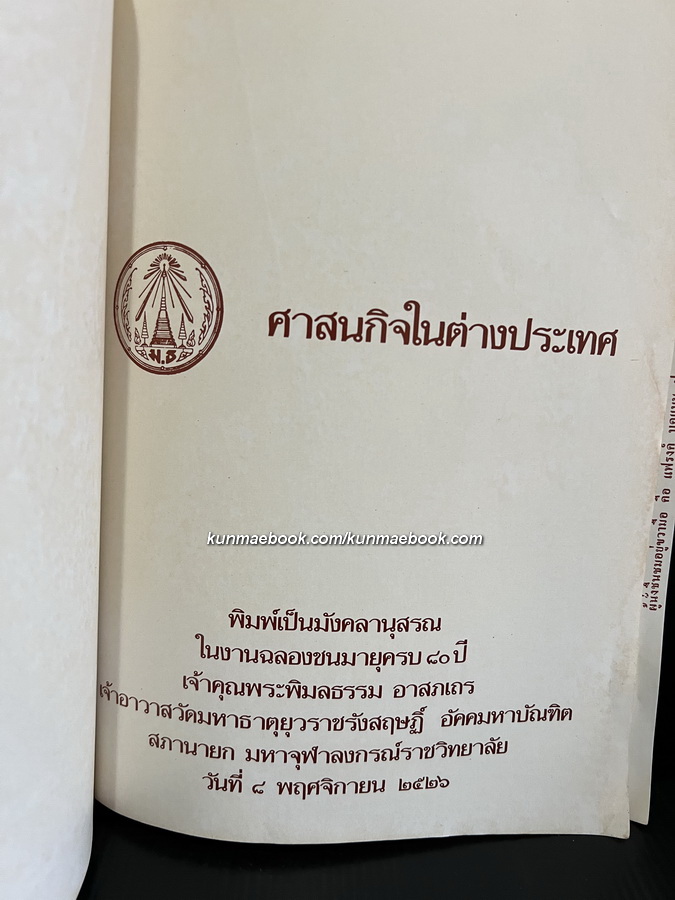 ม.ธ
ศาสนกิจในต่างประเทศ
kunmaebook.com/kunmaebook.com
พิมพ์เป็นมังคลานุสรณ
ในงานฉลองชนมายุครบ ๘๐ ปี
เจ้าคุณพระพิมลธรรม อาสภเถร
เจ้าอาวาสวัดมหาธาตุยุวราชรังสฤษฏิ์ อัคคมหาบัณฑิต
สภานายก มหาจุฬาลงกรณ์ราชวิทยาลัย
วันที่ ๘ พฤศจิกายน ๒๕๒๖